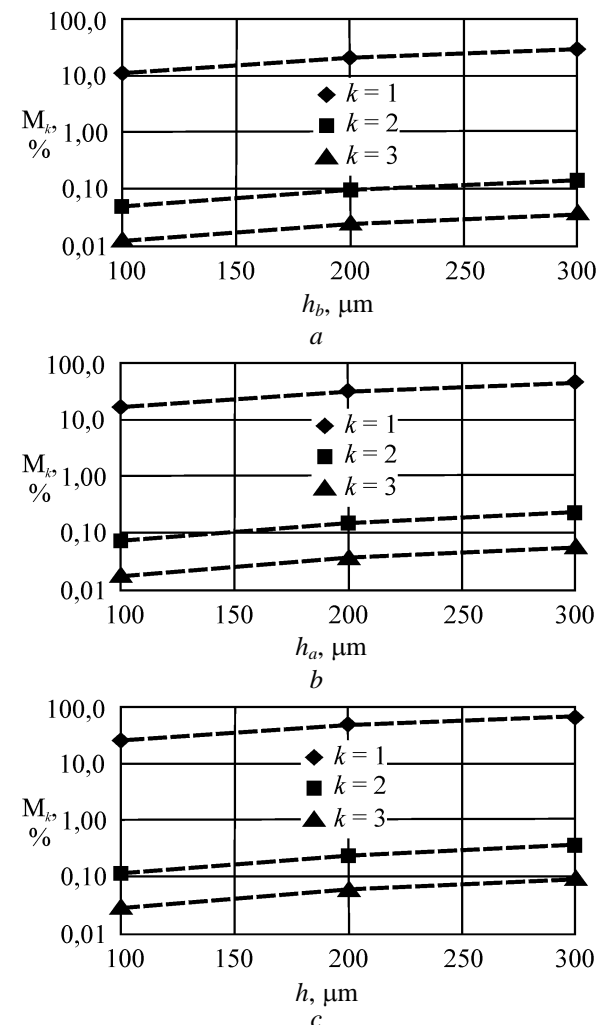 100,0
10,0
M_k,
%
1,00
0,10
0,01
k = 1
k = 2
k = 3
100 150 200 250 300
h_b, μm
a
100,0
10,0
M_k,
%
1,00
0,10
0,01
k = 1
k = 2
k = 3
100 150 200 250 300
h_a, μm
b
100,0
10,0
M_k,
%
1,00
0,10
0,01
k = 1
k = 2
k = 3
100 150 200 250 300
h, μm
c